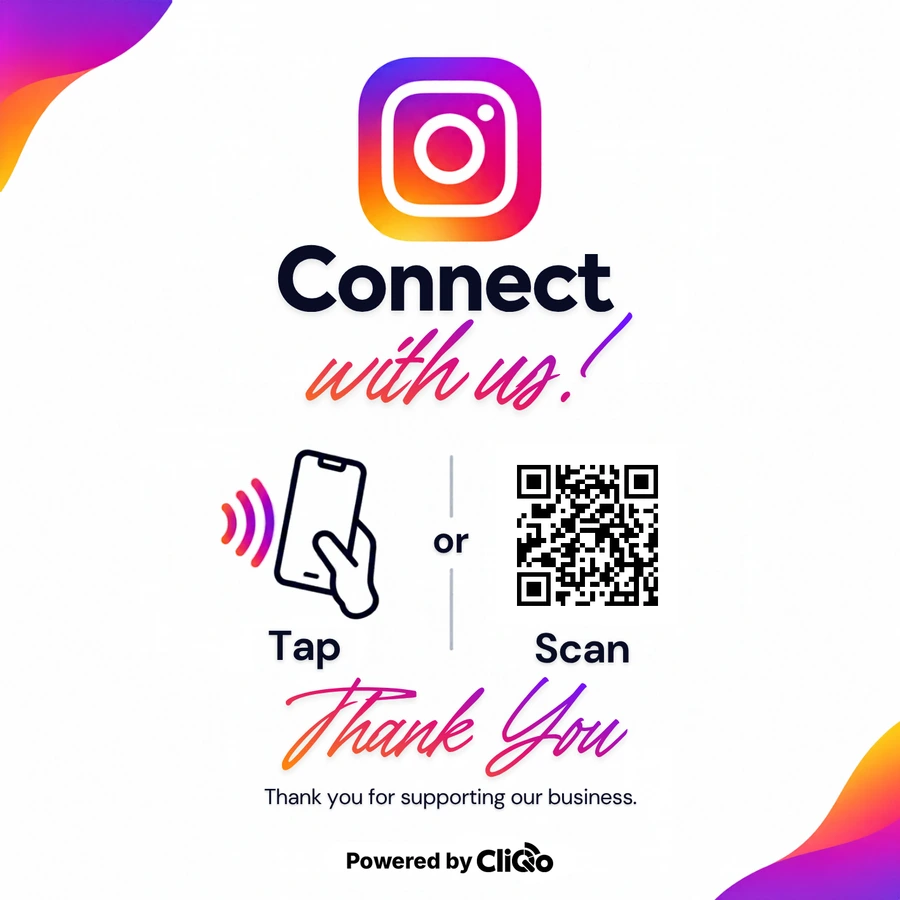 Connect
with us!
or
Tap
Scan
Thank You
Thank you for supporting our business.
Powered by CliQo